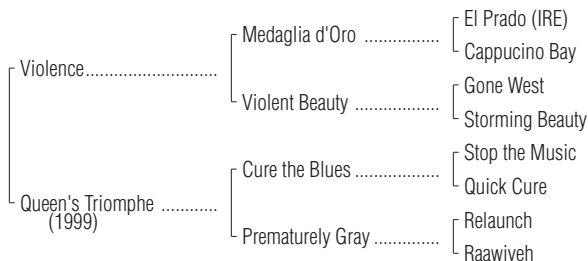 El Prado (IRE)
Medaglia d'Oro ................
Cappucino Bay
Violence............................
Gone West
Violent Beauty ..................
Storming Beauty
Stop the Music
Cure the Blues ..................
Quick Cure
Queen's Triomphe ............
(1999)
Relaunch
Prematurely Gray ..............
Raawiyeh